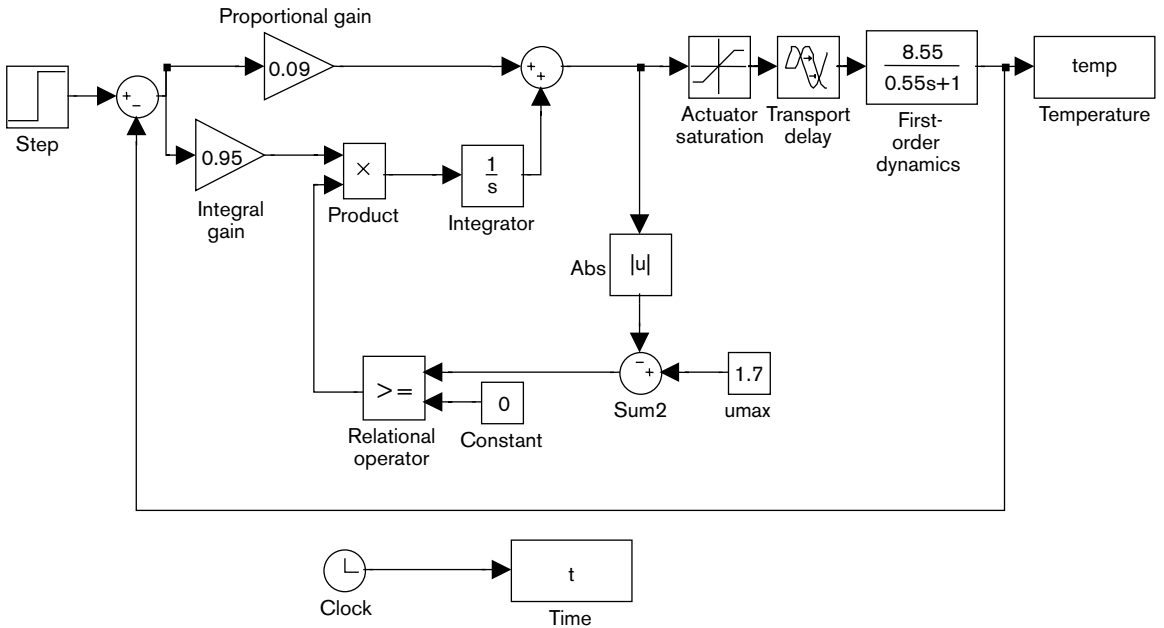 Proportional gain
0.09
+
-
+
+
Step
0.95
Integral
gain
×
Product
1
s
Integrator
Actuator
saturation
Transport
delay
8.55
0.55s+1
First-
order
dynamics
temp
Temperature
Abs
|u|
-
+
Sum2
1.7
umax
>=
Relational
operator
0
Constant
Clock
t
Time